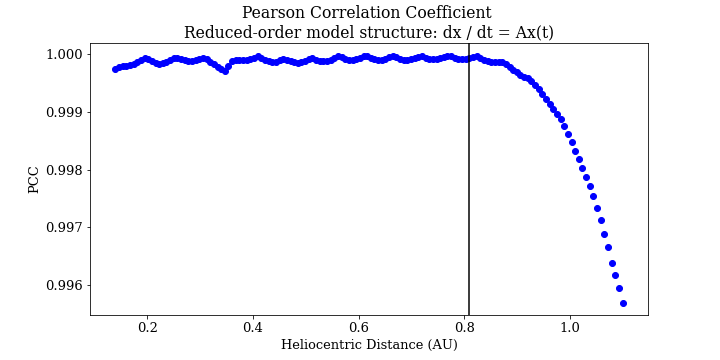 Pearson Correlation Coefficient
Reduced-order model structure: dx / dt = Ax(t)
1.000
0.999
0.998
0.997
0.996
PCC
0.2
0.4
0.6
0.8
1.0
Heliocentric Distance (AU)